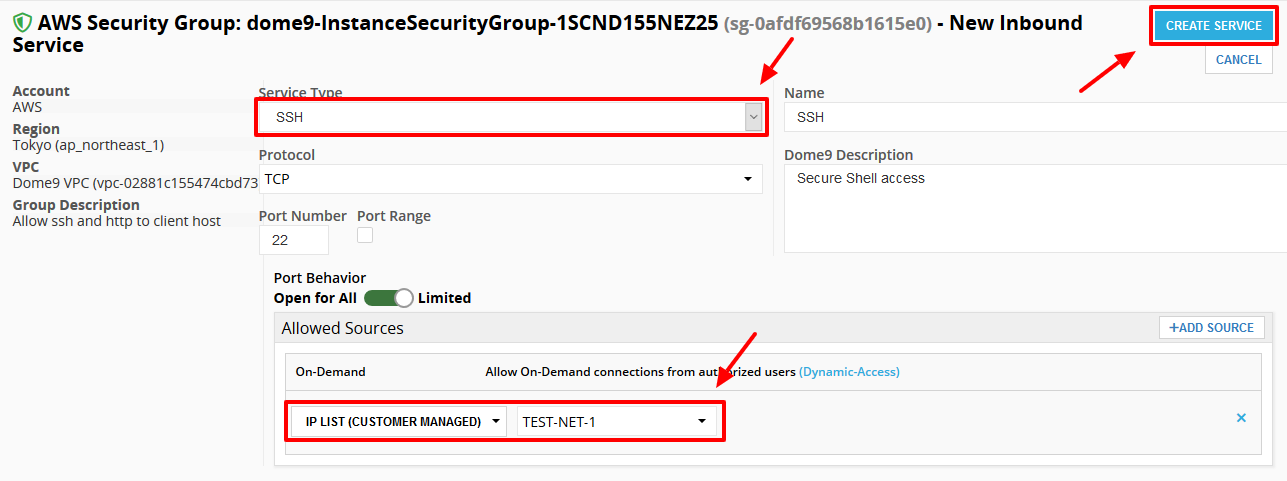 AWS Security Group: dome9-InstanceSecurityGroup-1SCND155NEZ25 (sg-0afdf69568b1615e0) - New Inbound
Service
CREATE SERVICE
CANCEL
Account
AWS
Region
Tokyo (ap_northeast_1)
VPC
Dome9 VPC (vpc-02881c155474cbd73
Group Description
Allow ssh and http to client host
Service Type
SSH
Protocol
TCP
Port Number
Port Range
22
Name
SSH
Dome9 Description
Secure Shell access
Port Behavior
Open for All
Limited
Allowed Sources
+ADD SOURCE
On-Demand
Allow On-Demand connections from authorized users (Dynamic-Access)
IP LIST (CUSTOMER MANAGED)
TEST-NET-1